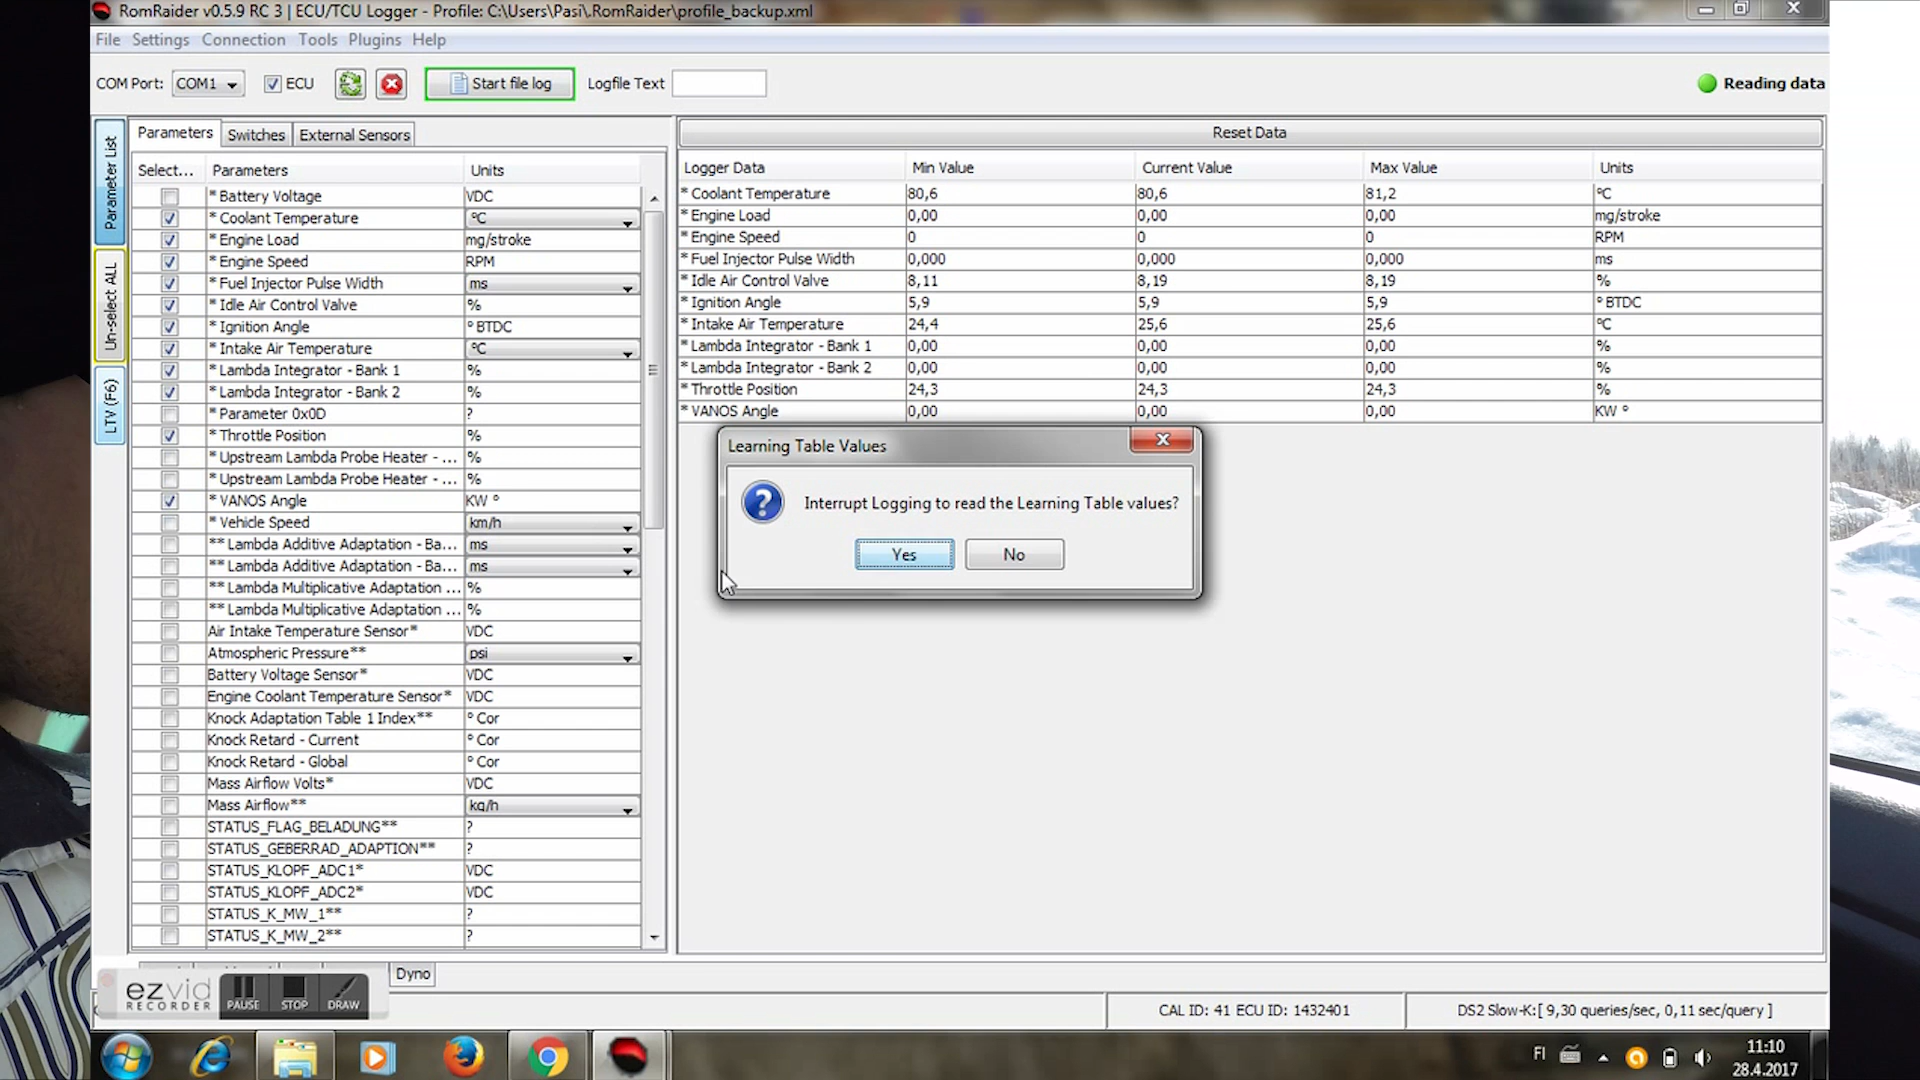 RomRaider v0.5.9 RC 3 | ECU/TCU Logger - Profile: C:\Users\Pasi\.RomRaider\profile_backup.xml
File Settings Connection Tools Plugins Help
COM Port: COM1 ECU Start file log Logfile Text Reading data
Parameter List
Un-select ALL
LTV (F6)
Parameters Switches External Sensors
Select... Parameters Units
* Battery Voltage VDC
* Coolant Temperature ºC
* Engine Load mg/stroke
* Engine Speed RPM
* Fuel Injector Pulse Width ms
* Idle Air Control Valve %
* Ignition Angle º BTDC
* Intake Air Temperature ºC
* Lambda Integrator - Bank 1 %
* Lambda Integrator - Bank 2 %
* Parameter 0x0D ?
* Throttle Position %
* Upstream Lambda Probe Heater - ... %
* Upstream Lambda Probe Heater - ... %
* VANOS Angle KW º
* Vehicle Speed km/h
** Lambda Additive Adaptation - Ba... ms
** Lambda Additive Adaptation - Ba... ms
** Lambda Multiplicative Adaptation ... %
** Lambda Multiplicative Adaptation ... %
Air Intake Temperature Sensor* VDC
Atmospheric Pressure** psi
Battery Voltage Sensor* VDC
Engine Coolant Temperature Sensor* VDC
Knock Adaptation Table 1 Index** º Cor
Knock Retard - Current º Cor
Knock Retard - Global º Cor
Mass Airflow Volts* VDC
Mass Airflow** kg/h
STATUS_FLAG_BELADUNG** ?
STATUS_GEBERRAD_ADAPTION** ?
STATUS_KLOPF_ADC1* VDC
STATUS_KLOPF_ADC2* VDC
STATUS_K_MW_1** ?
STATUS_K_MW_2** ?
Reset Data
Logger Data Min Value Current Value Max Value Units
* Coolant Temperature 80,6 80,6 81,2 ºC
* Engine Load 0,00 0,00 0,00 mg/stroke
* Engine Speed 0 0 0 RPM
* Fuel Injector Pulse Width 0,000 0,000 0,000 ms
* Idle Air Control Valve 8,11 8,19 8,19 %
* Ignition Angle 5,9 5,9 5,9 º BTDC
* Intake Air Temperature 24,4 25,6 25,6 ºC
* Lambda Integrator - Bank 1 0,00 0,00 0,00 %
* Lambda Integrator - Bank 2 0,00 0,00 0,00 %
* Throttle Position 24,3 24,3 24,3 %
* VANOS Angle 0,00 0,00 0,00 KW º
Learning Table Values
Interrupt Logging to read the Learning Table values?
Yes No
Dyno
ezvid
RECORDER
PAUSE STOP DRAW
CAL ID: 41 ECU ID: 1432401 DS2 Slow-K:[ 9,30 queries/sec, 0,11 sec/query ]
FI 11:10
28.4.2017